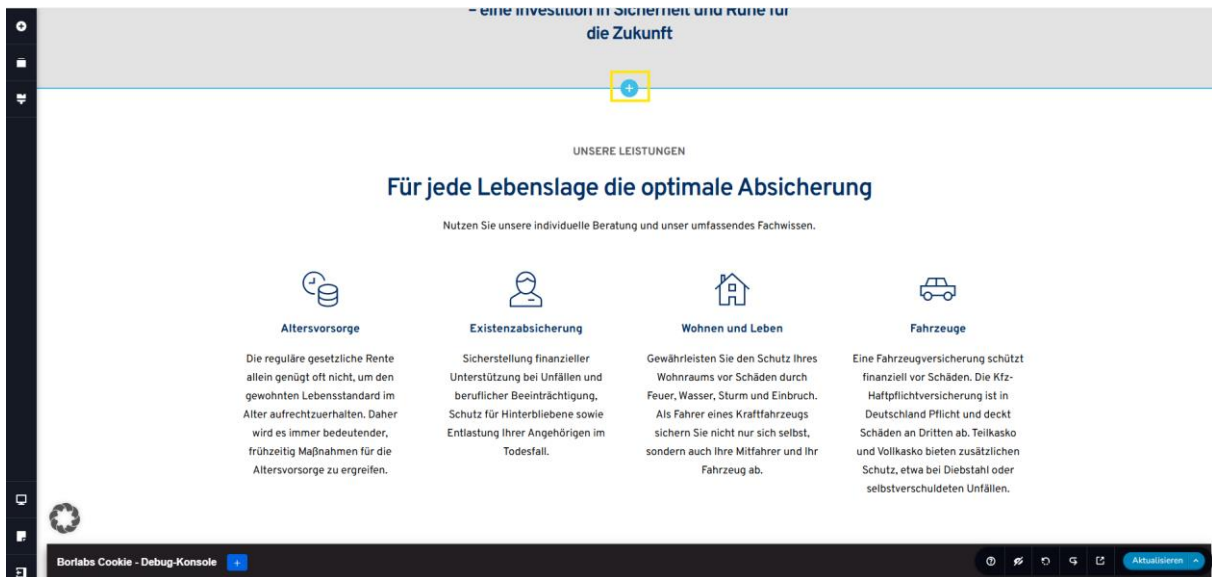 – eine Investition in Sicherheit und Ruhe für
die Zukunft
UNSERE LEISTUNGEN
Für jede Lebenslage die optimale Absicherung
Nutzen Sie unsere individuelle Beratung und unser umfassendes Fachwissen.
Altersvorsorge
Die reguläre gesetzliche Rente
allein genügt oft nicht, um den
gewohnten Lebensstandard im
Alter aufrechtzuerhalten. Daher
wird es immer bedeutender,
frühzeitig Maßnahmen für die
Altersvorsorge zu ergreifen.
Existenzabsicherung
Sicherstellung finanzieller
Unterstützung bei Unfällen und
beruflicher Beeinträchtigung,
Schutz für Hinterbliebene sowie
Entlastung Ihrer Angehörigen im
Todesfall.
Wohnen und Leben
Gewährleisten Sie den Schutz Ihres
Wohnraums vor Schäden durch
Feuer, Wasser, Sturm und Einbruch.
Als Fahrer eines Kraftfahrzeugs
sichern Sie nicht nur sich selbst,
sondern auch Ihre Mitfahrer und Ihr
Fahrzeug ab.
Fahrzeuge
Eine Fahrzeugversicherung schützt
finanziell vor Schäden. Die Kfz-
Haftpflichtversicherung ist in
Deutschland Pflicht und deckt
Schäden an Dritten ab. Teilkasko
und Vollkasko bieten zusätzlichen
Schutz, etwa bei Diebstahl oder
selbstverschuldeten Unfällen.
Borlabs Cookie - Debug-Konsole +
Aktualisieren